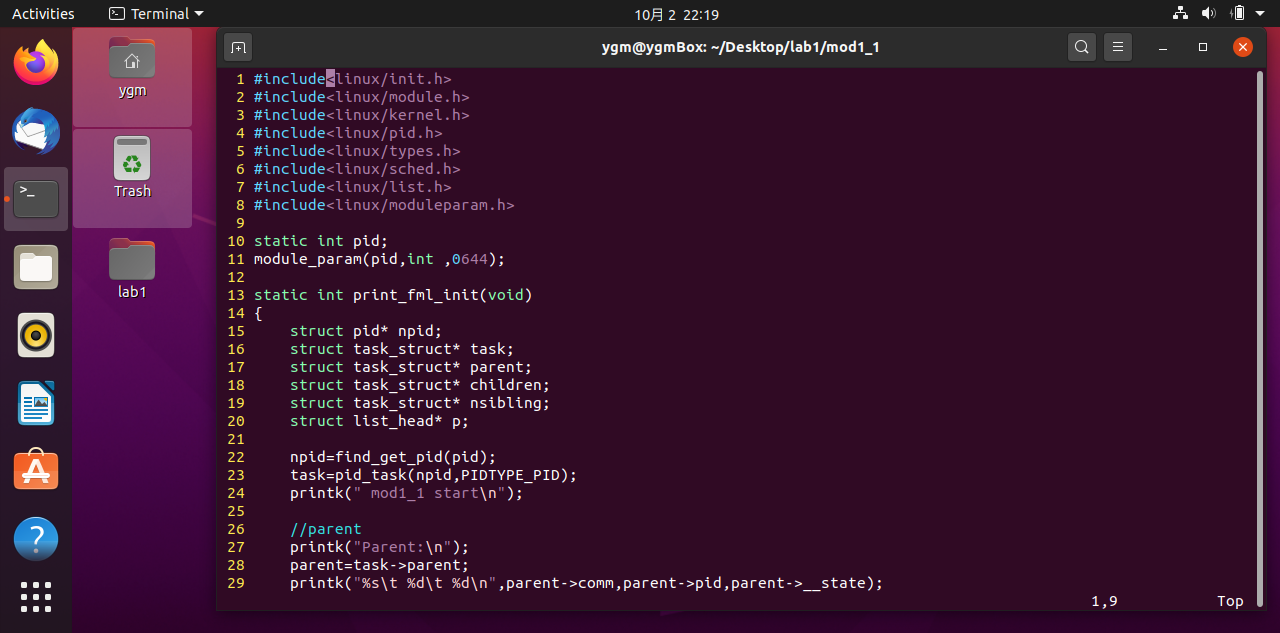 Activities Terminal 10月 2 22:19
ygm@ygmBox: ~/Desktop/lab1/mod1_1
ygm
Trash
lab1
1 #include<linux/init.h>
2 #include<linux/module.h>
3 #include<linux/kernel.h>
4 #include<linux/pid.h>
5 #include<linux/types.h>
6 #include<linux/sched.h>
7 #include<linux/list.h>
8 #include<linux/moduleparam.h>
9
10 static int pid;
11 module_param(pid,int ,0644);
12
13 static int print_fml_init(void)
14 {
15     struct pid* npid;
16     struct task_struct* task;
17     struct task_struct* parent;
18     struct task_struct* children;
19     struct task_struct* nsibling;
20     struct list_head* p;
21
22     npid=find_get_pid(pid);
23     task=pid_task(npid,PIDTYPE_PID);
24     printk(" mod1_1 start\n");
25
26     //parent
27     printk("Parent:\n");
28     parent=task->parent;
29     printk("%s\t %d\t %d\n",parent->comm,parent->pid,parent->__state);
1,9 Top